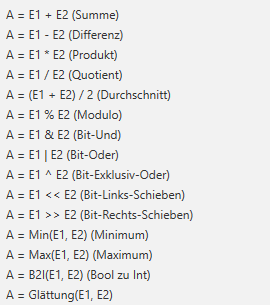 A = E1 + E2 (Summe)
A = E1 - E2 (Differenz)
A = E1 * E2 (Produkt)
A = E1 / E2 (Quotient)
A = (E1 + E2) / 2 (Durchschnitt)
A = E1 % E2 (Modulo)
A = E1 & E2 (Bit-Und)
A = E1 | E2 (Bit-Oder)
A = E1 ^ E2 (Bit-Exklusiv-Oder)
A = E1 << E2 (Bit-Links-Schieben)
A = E1 >> E2 (Bit-Rechts-Schieben)
A = Min(E1, E2) (Minimum)
A = Max(E1, E2) (Maximum)
A = B2I(E1, E2) (Bool zu Int)
A = Glättung(E1, E2)